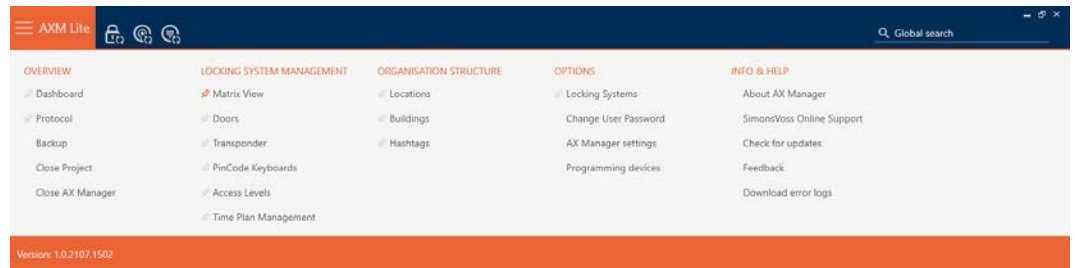 AXM Lite
Global search
OVERVIEW
Dashboard
Protocol
Backup
Close Project
Close AX Manager
LOCKING SYSTEM MANAGEMENT
Matrix View
Doors
Transponder
PinCode Keyboards
Access Levels
Time Plan Management
ORGANISATION STRUCTURE
Locations
Buildings
Hashtags
OPTIONS
Locking Systems
Change User Password
AX Manager settings
Programming devices
INFO & HELP
About AX Manager
SimonsVoss Online Support
Check for updates
Feedback
Download error logs
Version: 1.0.2107.1502